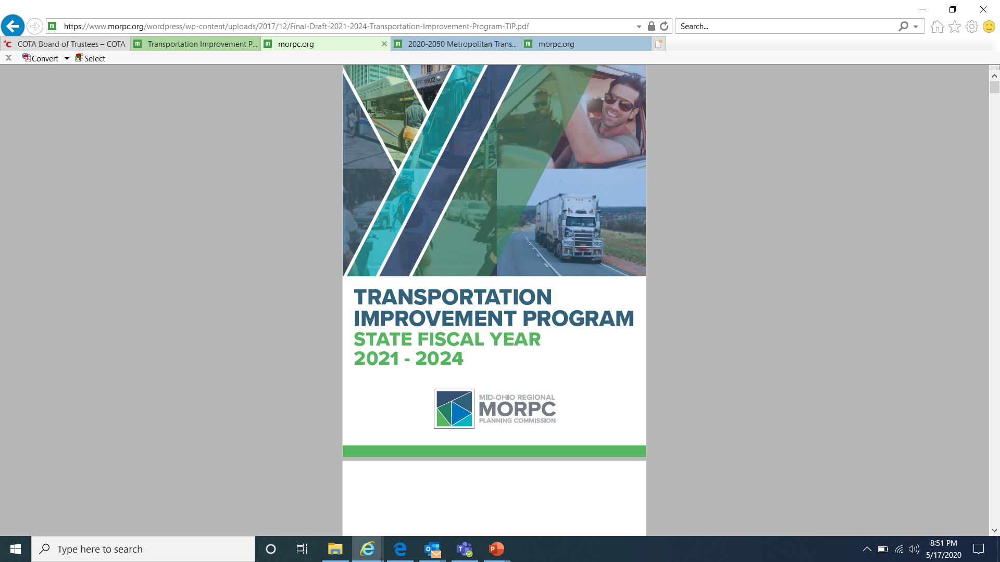 https://www.morpc.org/wordpress/wp-content/uploads/2017/12/Final-Draft-2021-2024-Transportation-Improvement-Program-TIP.pdf
Search...
COTA Board of Trustees – COTA
Transportation Improvement P...
morpc.org
2020-2050 Metropolitan Trans...
morpc.org
x Convert
Select
1602
TRANSPORTATION
IMPROVEMENT PROGRAM
STATE FISCAL YEAR
2021 - 2024
MID-OHIO REGIONAL
MORPC
PLANNING COMMISSION
Type here to search
8:51 PM
5/17/2020